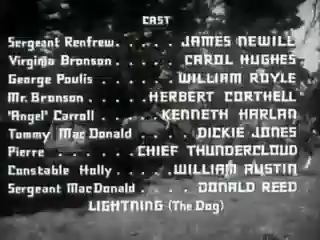 CAST
Sergeant Renfrew. . . . . . JAMES NEWILL
Virginia Bronson. . . . . . CAROL HUGHES
George Poulis . . . . . . WILLIAM ROYLE
Mr. Bronson . . . . . HERBERT CORTHELL
'Angel' Carroll . . . . KENNETH HARLAN
Tommy MacDonald . . . . DICKIE JONES
Pierre . . . . . CHIEF THUNDERCLOUD
Constable Holly. . . . . WILLIAM AUSTIN
Sergeant MacDonald . . . . DONALD REED
LIGHTNING (The Dog)